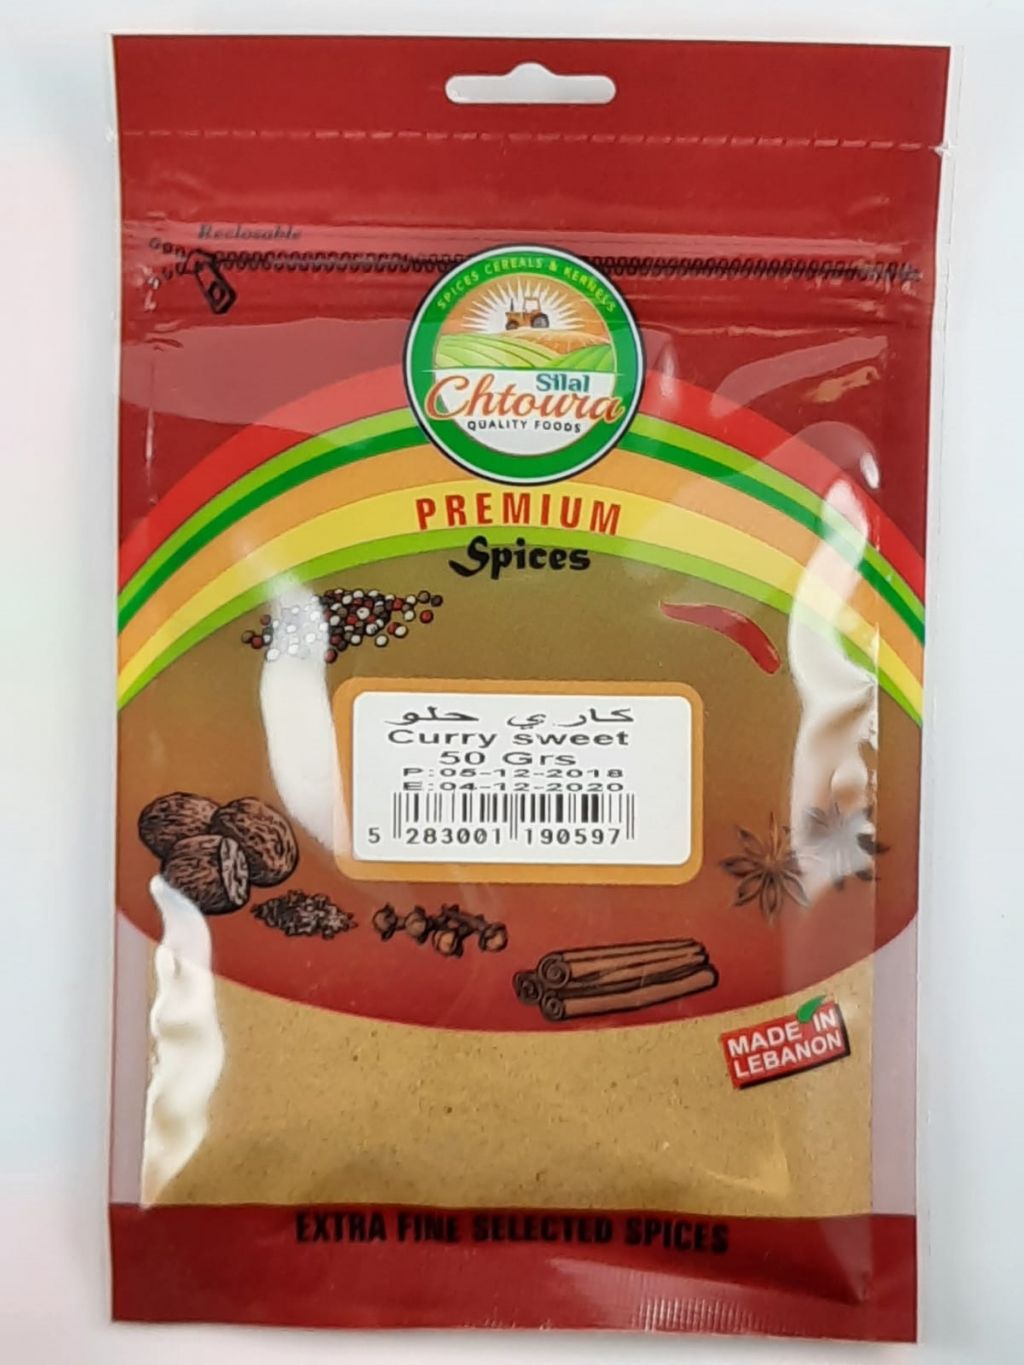 Reclosable
SPICES CEREALS & KERNELS
Silal
Chtoura
QUALITY FOODS
PREMIUM
Spices
كاري حلو
Curry sweet
50 Grs
P:05-12-2018
E:04-12-2020
5 283001 190597
MADE IN
LEBANON
EXTRA FINE SELECTED SPICES